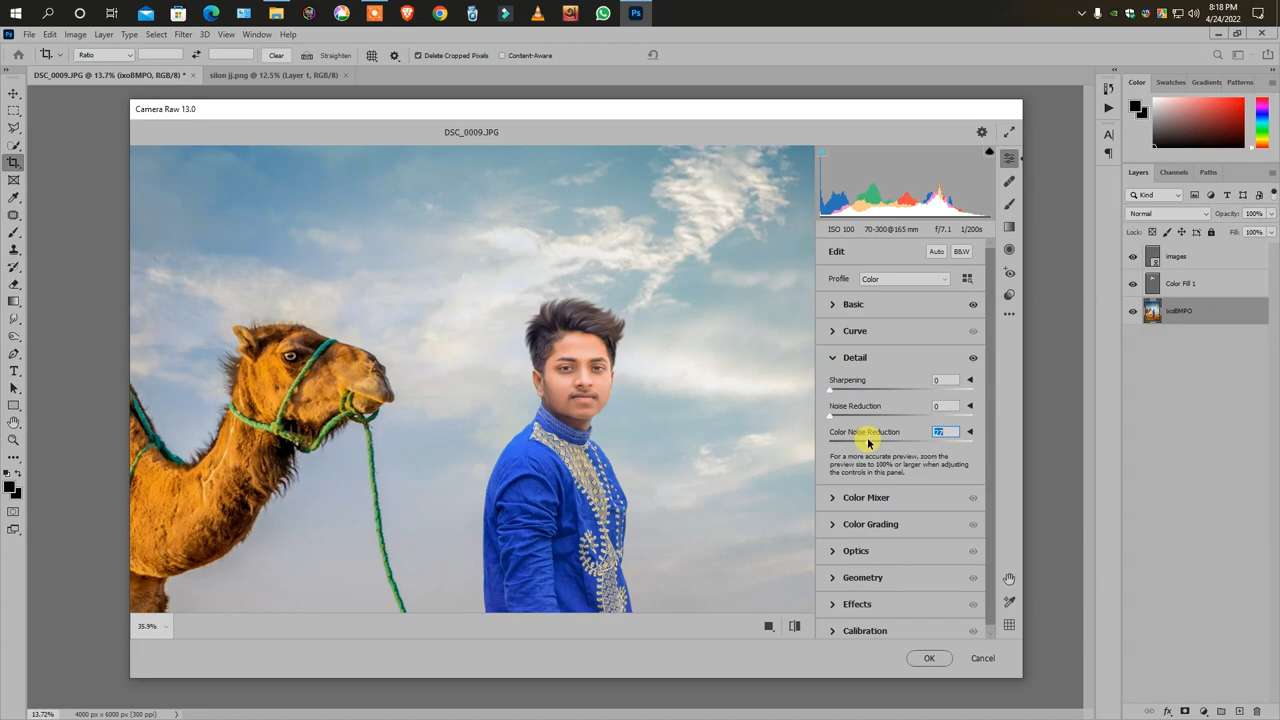 8:18 PM
4/24/2022
Ps File Edit Image Layer Type Select Filter 3D View Window Help
Ratio Clear Straighten Delete Cropped Pixels Content-Aware
DSC_0009.JPG @ 13.7% (ixoBMPO, RGB/8) * × silon jj.png @ 12.5% (Layer 1, RGB/8) ×
Camera Raw 13.0
DSC_0009.JPG
ISO 100 70-300@165 mm f/7.1 1/200s
Edit Auto B&W
Profile Color
Basic
Curve
Detail
Sharpening 0
Noise Reduction 0
Color Noise Reduction 27
For a more accurate preview, zoom the
preview size to 100% or larger when adjusting
the controls in this panel.
Color Mixer
Color Grading
Optics
Geometry
Effects
Calibration
35.9%
OK Cancel
Color Swatches Gradients Patterns
Layers Channels Paths
Kind
Normal Opacity: 100%
Lock: Fill: 100%
images
Color Fill 1
ixoBMPO
13.72% 4000 px x 6000 px (300 ppi)